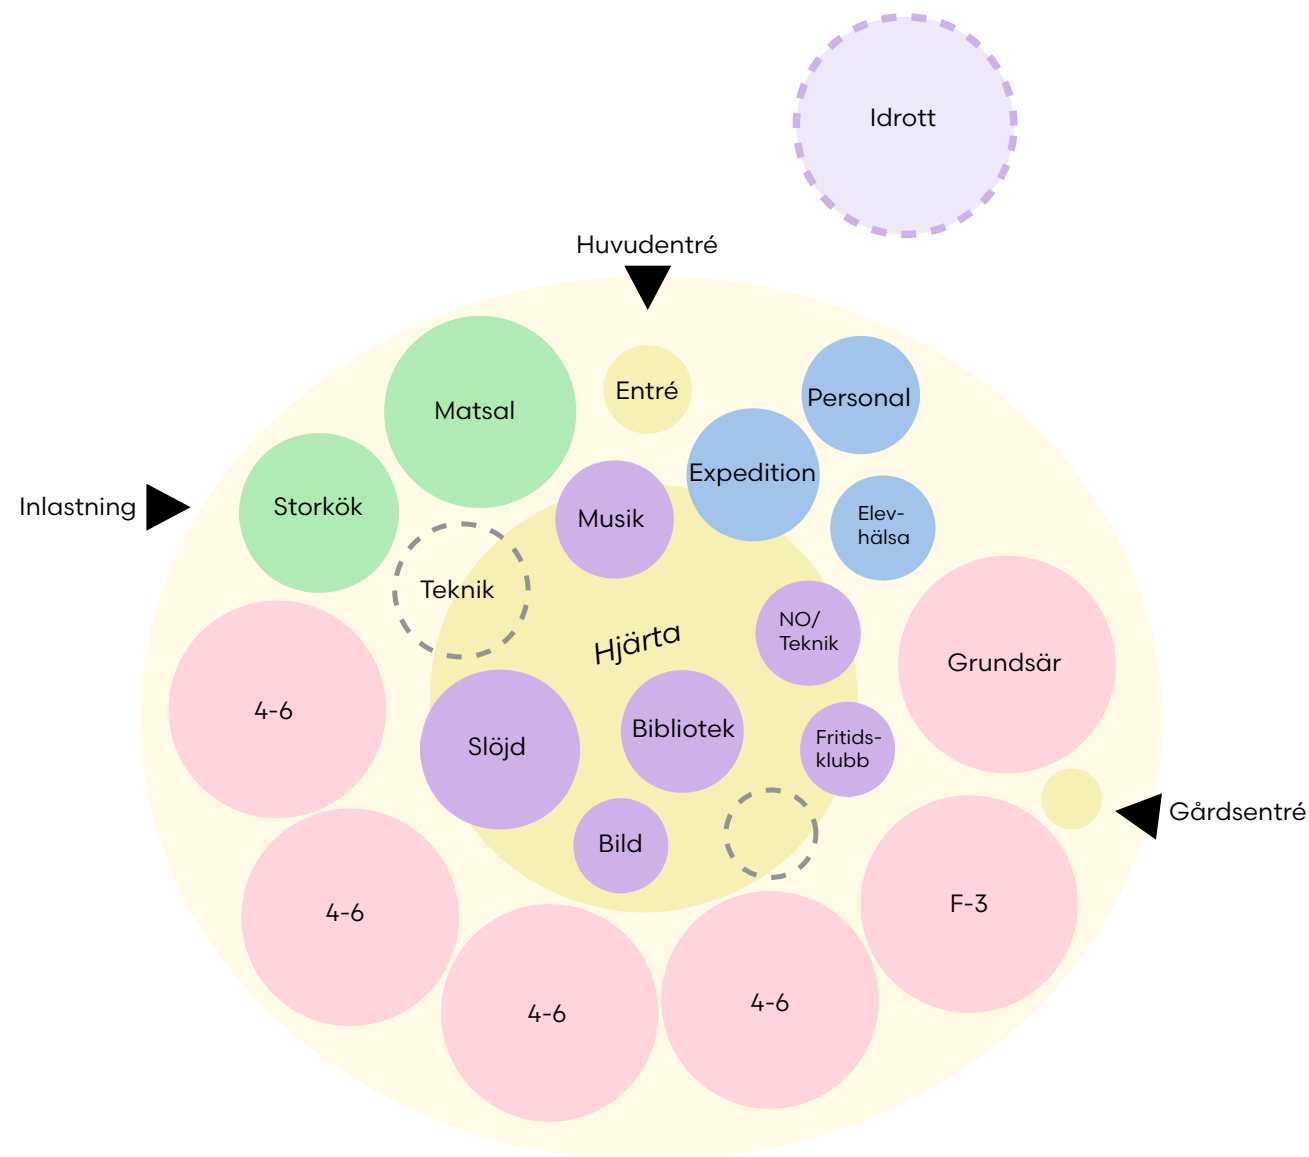 Idrott
Huvudentré
Matsal
Entré
Personal
Expedition
Storkök
Inlastning
Musik
Elev-
hälsa
Teknik
NO/
Teknik
Hjärta
Grundsär
4-6
Slöjd
Bibliotek
Fritids-
klubb
Gårdsentré
Bild
4-6
F-3
4-6
4-6